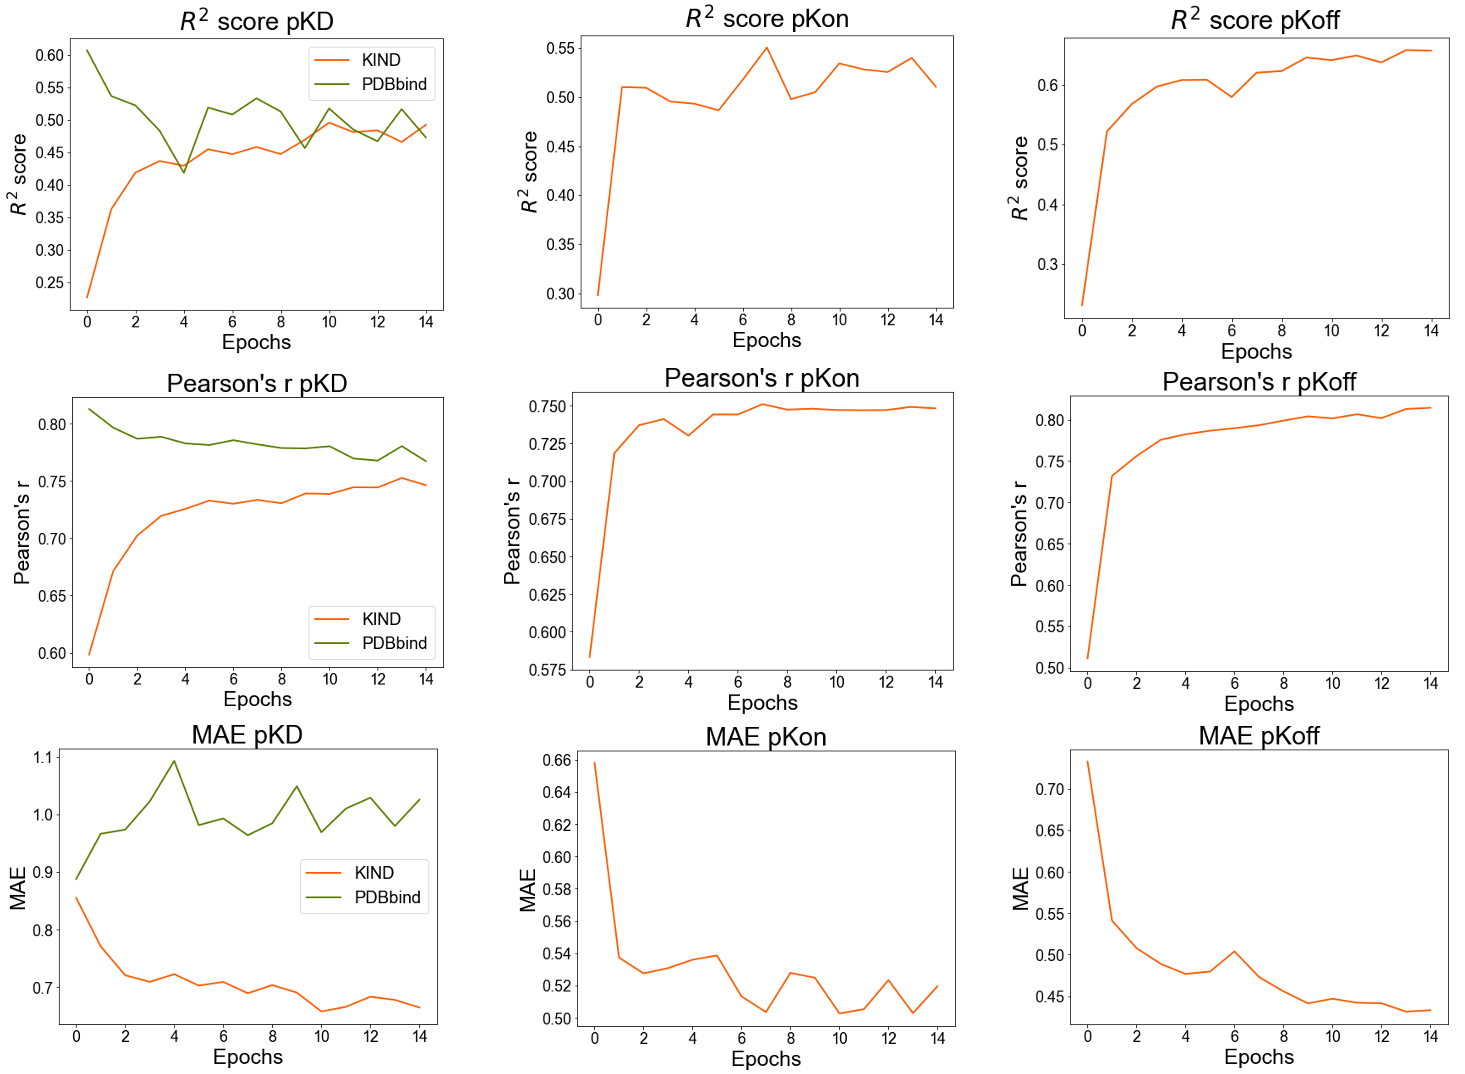 R² score pKD
R² score
0.60
0.55
0.50
0.45
0.40
0.35
0.30
0.25
KIND
PDBbind
0 2 4 6 8 10 12 14
Epochs
R² score pKon
R² score
0.55
0.50
0.45
0.40
0.35
0.30
0 2 4 6 8 10 12 14
Epochs
R² score pKoff
R² score
0.6
0.5
0.4
0.3
0 2 4 6 8 10 12 14
Epochs
Pearson's r pKD
Pearson's r
0.80
0.75
0.70
0.65
0.60
KIND
PDBbind
0 2 4 6 8 10 12 14
Epochs
Pearson's r pKon
Pearson's r
0.750
0.725
0.700
0.675
0.650
0.625
0.600
0.575
0 2 4 6 8 10 12 14
Epochs
Pearson's r pKoff
Pearson's r
0.80
0.75
0.70
0.65
0.60
0.55
0.50
0 2 4 6 8 10 12 14
Epochs
MAE pKD
MAE
1.1
1.0
0.9
0.8
0.7
KIND
PDBbind
0 2 4 6 8 10 12 14
Epochs
MAE pKon
MAE
0.66
0.64
0.62
0.60
0.58
0.56
0.54
0.52
0.50
0 2 4 6 8 10 12 14
Epochs
MAE pKoff
MAE
0.70
0.65
0.60
0.55
0.50
0.45
0 2 4 6 8 10 12 14
Epochs